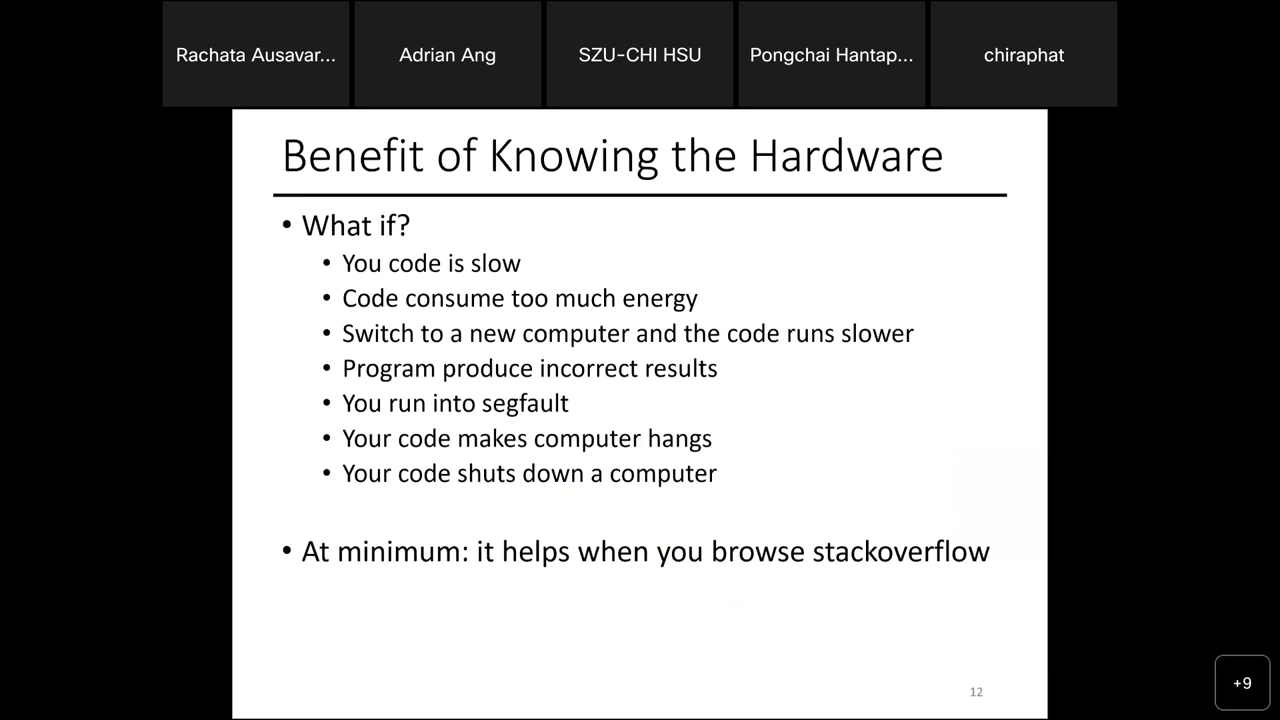 Rachata Ausavar...
Adrian Ang
SZU-CHI HSU
Pongchai Hantap...
chiraphat
Benefit of Knowing the Hardware
• What if?
• You code is slow
• Code consume too much energy
• Switch to a new computer and the code runs slower
• Program produce incorrect results
• You run into segfault
• Your code makes computer hangs
• Your code shuts down a computer
• At minimum: it helps when you browse stackoverflow
12
+9